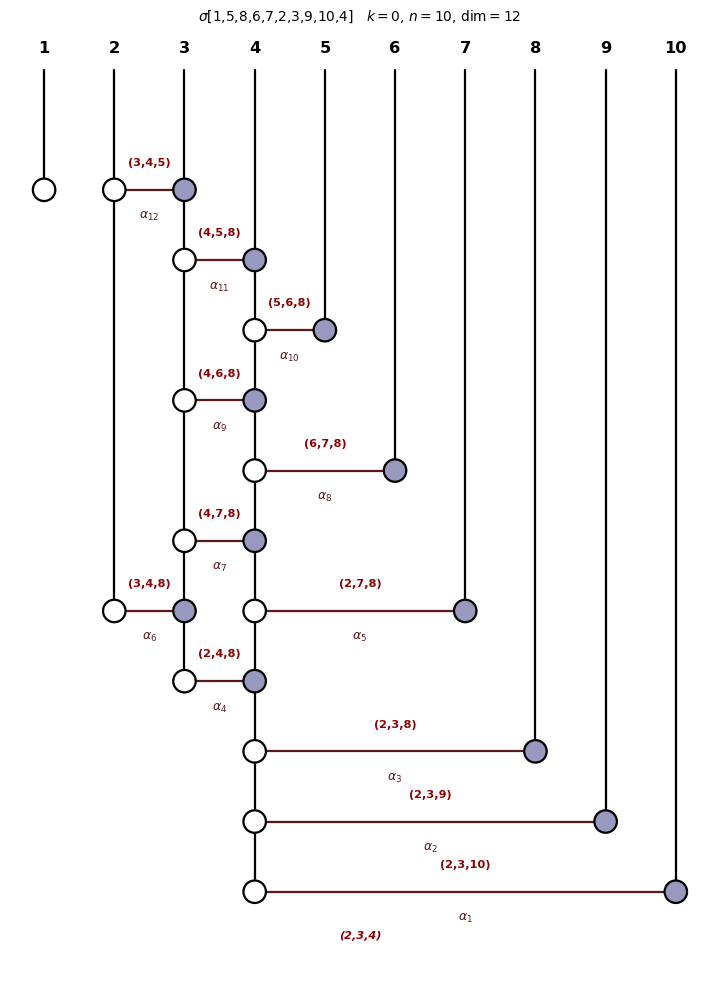 σ[1,5,8,6,7,2,3,9,10,4]   k = 0, n = 10, dim = 12
1 2 3 4 5 6 7 8 9 10
(3,4,5)
α₁₂
(4,5,8)
α₁₁
(5,6,8)
α₁₀
(4,6,8)
α₉
(6,7,8)
α₈
(4,7,8)
α₇
(3,4,8) (2,7,8)
α₆ α₅
(2,4,8)
α₄
(2,3,8)
α₃
(2,3,9)
α₂
(2,3,10)
α₁
(2,3,4)